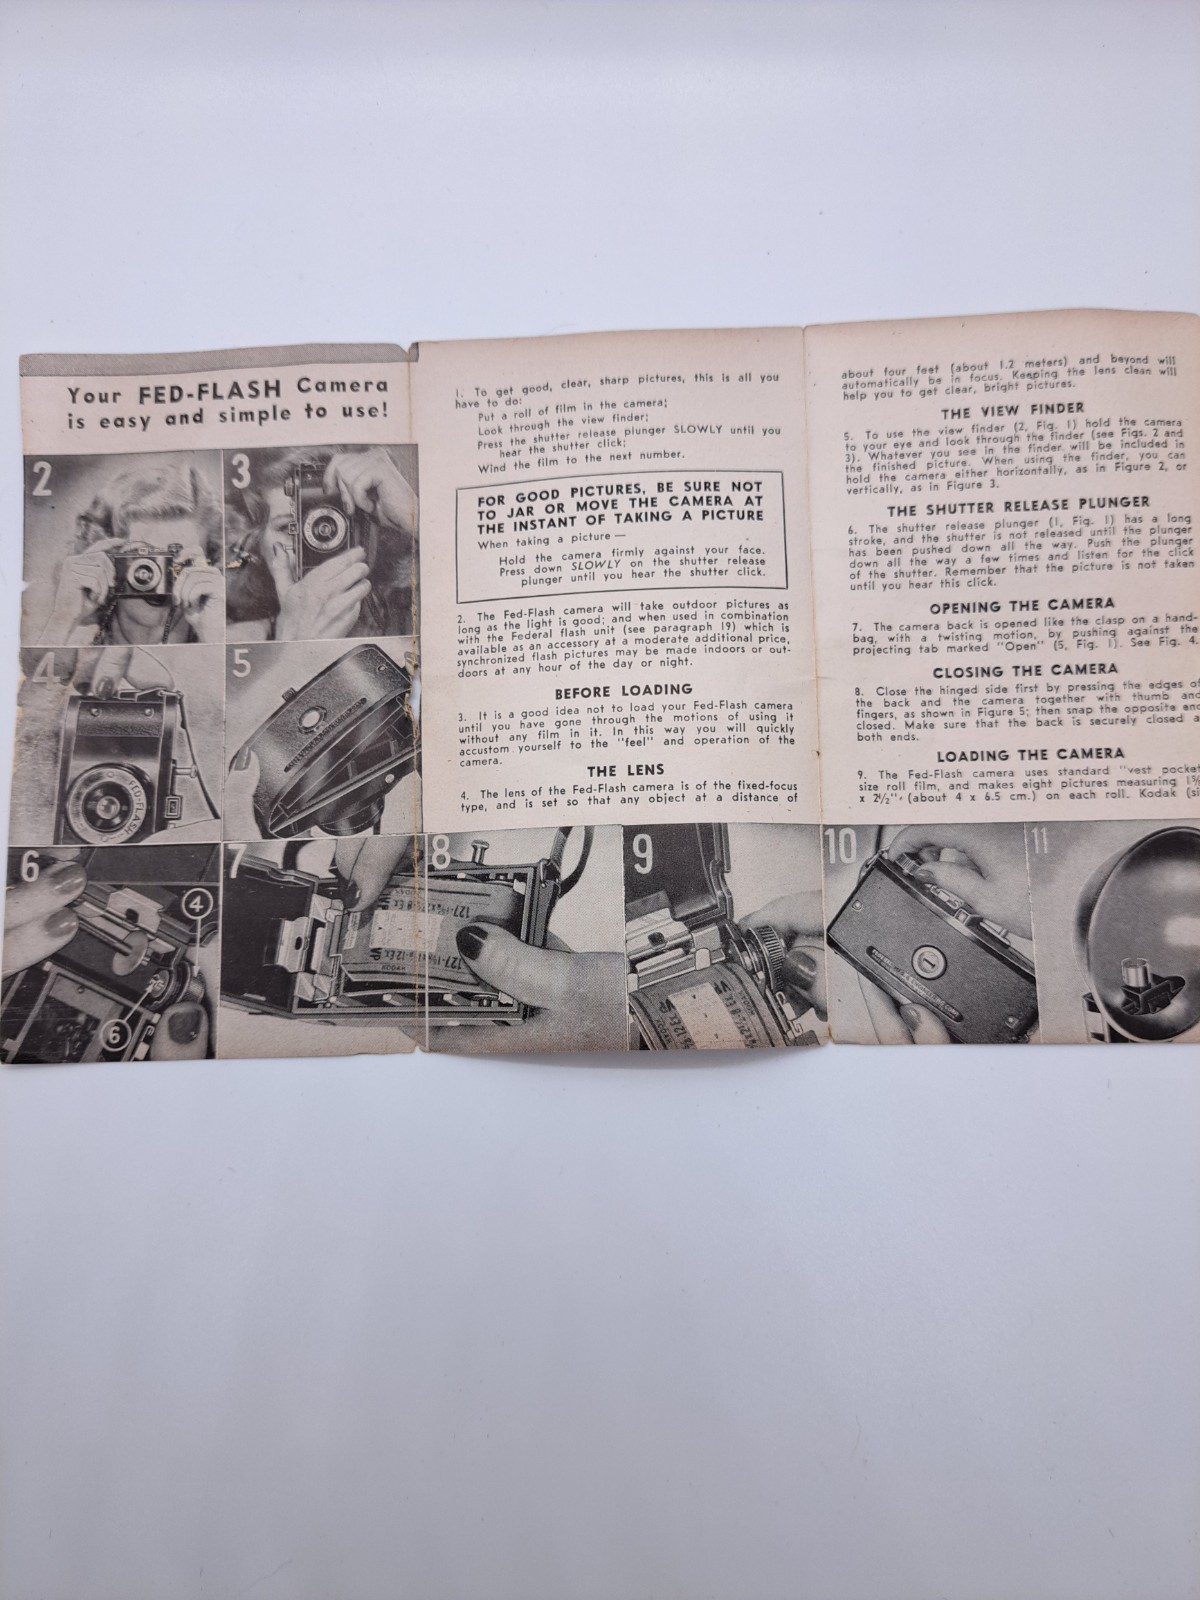 Your FED-FLASH Camera
is easy and simple to use!
2
3
4
5
FED-FLASH
6
4
6
7
1. To get good, clear, sharp pictures, this is all you
have to do:
Put a roll of film in the camera;
Look through the view finder;
Press the shutter release plunger SLOWLY until you
hear the shutter click;
Wind the film to the next number.
FOR GOOD PICTURES, BE SURE NOT
TO JAR OR MOVE THE CAMERA AT
THE INSTANT OF TAKING A PICTURE
When taking a picture —
Hold the camera firmly against your face.
Press down SLOWLY on the shutter release
plunger until you hear the shutter click.
2. The Fed-Flash camera will take outdoor pictures as
long as the light is good; and when used in combination
with the Federal flash unit (see paragraph 19) which is
available as an accessory at a moderate additional price,
synchronized flash pictures may be made indoors or out-
doors at any hour of the day or night.
BEFORE LOADING
3. It is a good idea not to load your Fed-Flash camera
until you have gone through the motions of using it
without any film in it. In this way you will quickly
accustom yourself to the "feel" and operation of the
camera.
THE LENS
4. The lens of the Fed-Flash camera is of the fixed-focus
type, and is set so that any object at a distance of
8
9
about four feet (about 1.2 meters) and beyond will
automatically be in focus. Keeping the lens clean will
help you to get clear, bright pictures.
THE VIEW FINDER
5. To use the view finder (2, Fig. 1) hold the camera
to your eye and look through the finder (see Figs. 2 and
3). Whatever you see in the finder will be included in
the finished picture. When using the finder, you can
hold the camera either horizontally, as in Figure 2, or
vertically, as in Figure 3.
THE SHUTTER RELEASE PLUNGER
6. The shutter release plunger (1, Fig. 1) has a long
stroke, and the shutter is not released until the plunger
has been pushed down all the way. Push the plunger
down all the way a few times and listen for the click
of the shutter. Remember that the picture is not taken
until you hear this click.
OPENING THE CAMERA
7. The camera back is opened like the clasp on a hand-
bag, with a twisting motion, by pushing against the
projecting tab marked "Open" (5, Fig. 1). See Fig. 4.
CLOSING THE CAMERA
8. Close the hinged side first by pressing the edges of
the back and the camera together with thumb and
fingers, as shown in Figure 5; then snap the opposite end
closed. Make sure that the back is securely closed a
both ends.
LOADING THE CAMERA
9. The Fed-Flash camera uses standard "vest pocket
size roll film, and makes eight pictures measuring 1⅝
x 2½", (about 4 x 6.5 cm.) on each roll. Kodak (si
10
1
11